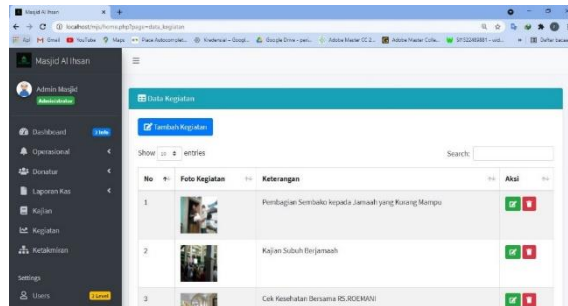 Masjid Al Ihsan
localhost/mju/home.php?page=data_kegiatan
Gmail YouTube Maps
Masjid Al Ihsan
Admin Masjid
Administrator
Dashboard
Operasional
Donatur
Laporan Kas
Kajian
Kegiatan
Ketakmiran
Settings
Users
Data Kegiatan
Tambah Kegiatan
Show 10 entries
Search:
No Foto Kegiatan Keterangan Aksi
1 Pembagian Sembako kepada Jamaah yang Kurang Mampu
2 Kajian Subuh Berjamaah
3 Cek Kesehatan Bersama RS.ROEMANI